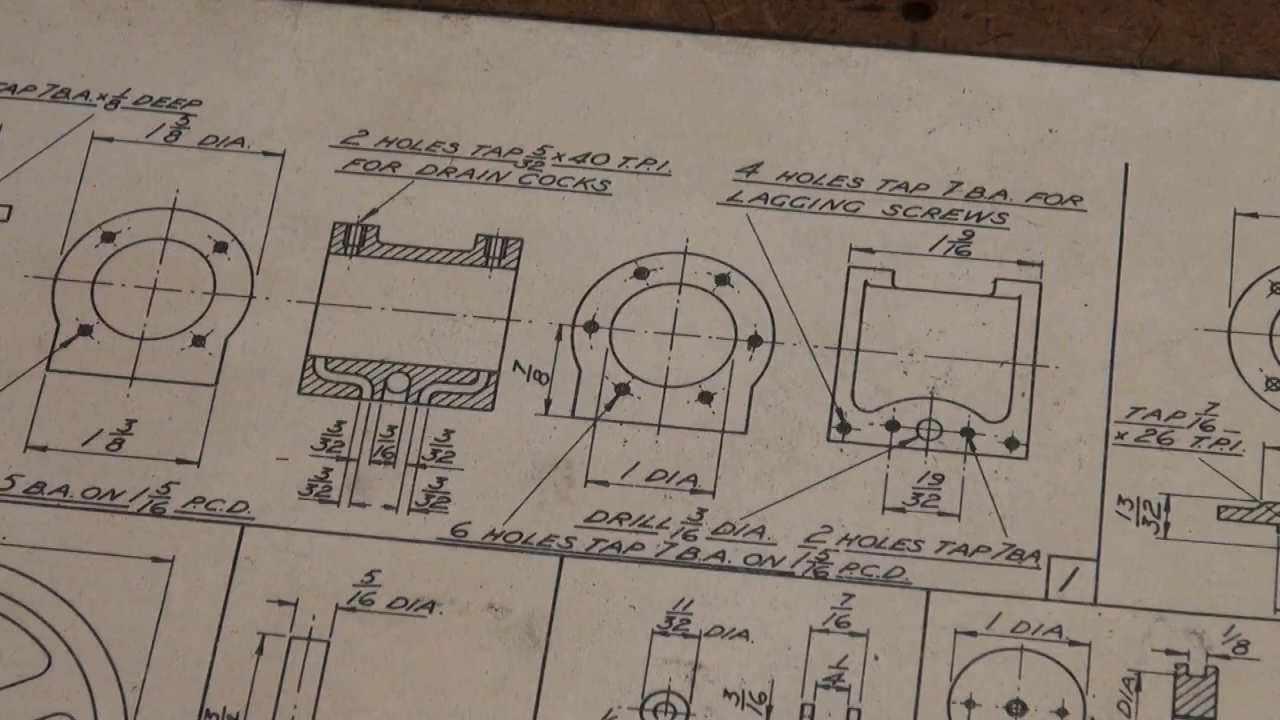 TAP 7 B.A. × 1/8 DEEP
1 5/8 DIA.
2 HOLES TAP 5/32 × 40 T.P.I.
FOR DRAIN COCKS
4 HOLES TAP 7 B.A. FOR
LAGGING SCREWS
1 9/16
7/8
1 3/8
3/32
3/16
3/32
3/32
3/32
1 DIA.
19/32
TAP 7/16
× 26 T.P.I.
13/32
5 B.A. ON 1 5/16 P.C.D.
DRILL 3/16 DIA.
2 HOLES TAP 7 BA
6 HOLES TAP 7 B.A. ON 1 5/16 P.C.D.
1
5/16 DIA.
11/32 DIA.
7/16
1 DIA.
1/8
3/16
DIA.